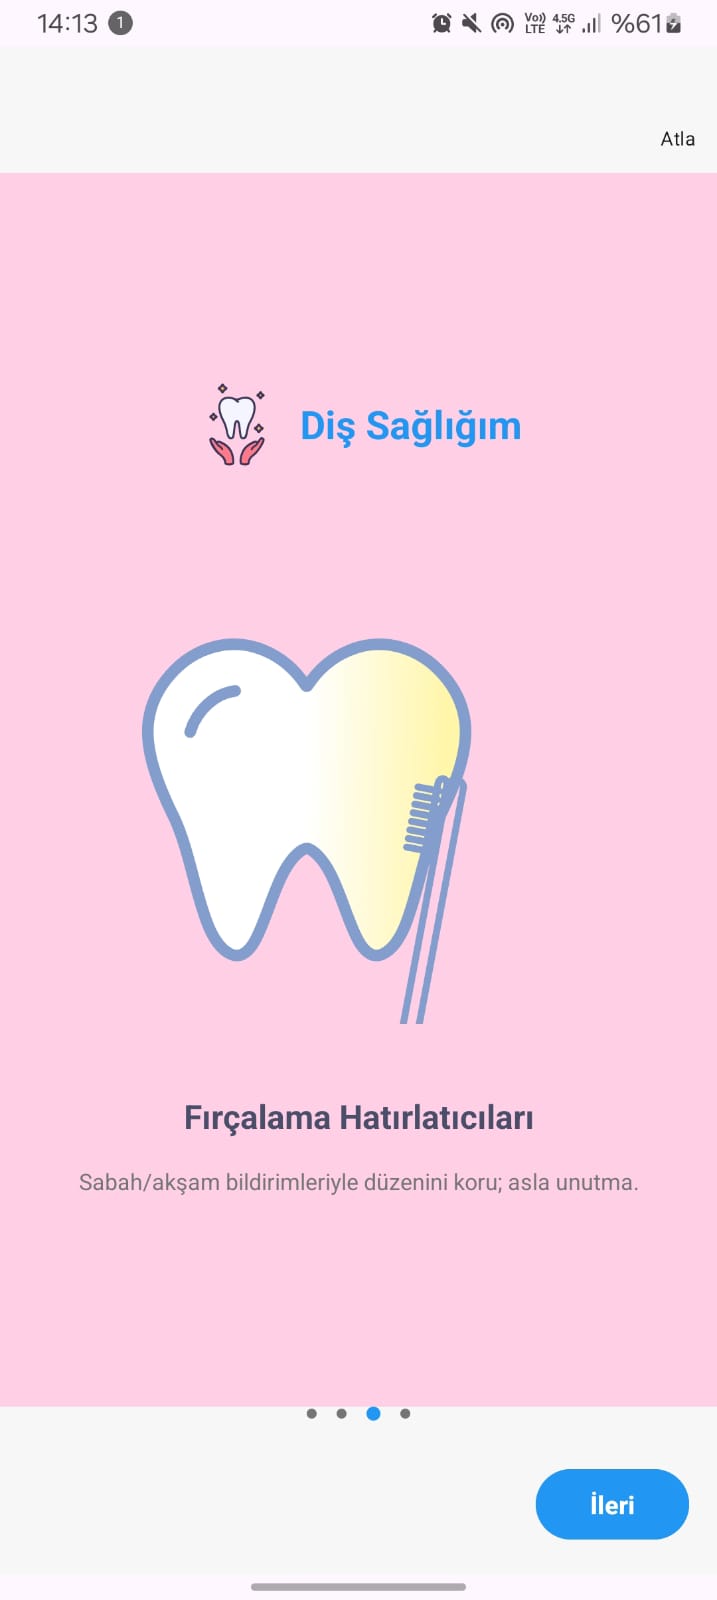 14:13 1 Vo)) LTE 4.5G %61
Atla
Diş Sağlığım
Fırçalama Hatırlatıcıları
Sabah/akşam bildirimleriyle düzenini koru; asla unutma.
İleri